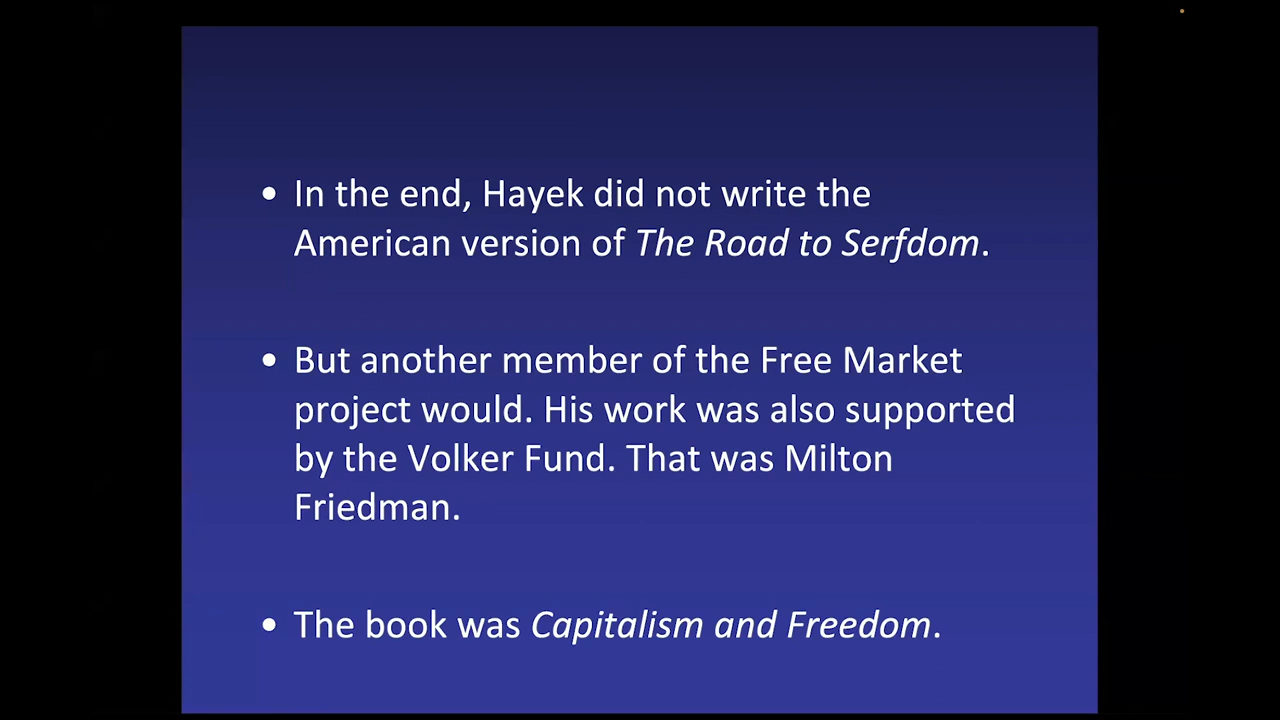 • In the end, Hayek did not write the
American version of The Road to Serfdom.
• But another member of the Free Market
project would. His work was also supported
by the Volker Fund. That was Milton
Friedman.
• The book was Capitalism and Freedom.